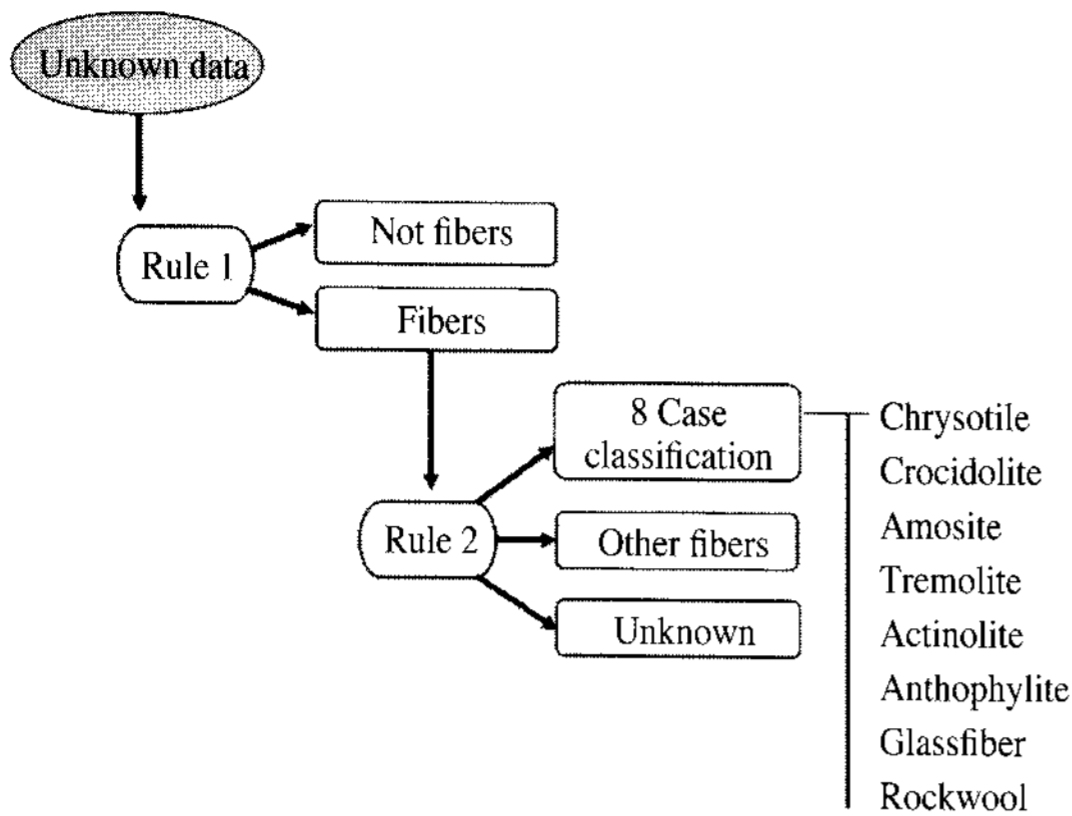 Unknown data
Rule 1
Not fibers
Fibers
Rule 2
8 Case
classification
Other fibers
Unknown
Chrysotile
Crocidolite
Amosite
Tremolite
Actinolite
Anthophylite
Glassfiber
Rockwool